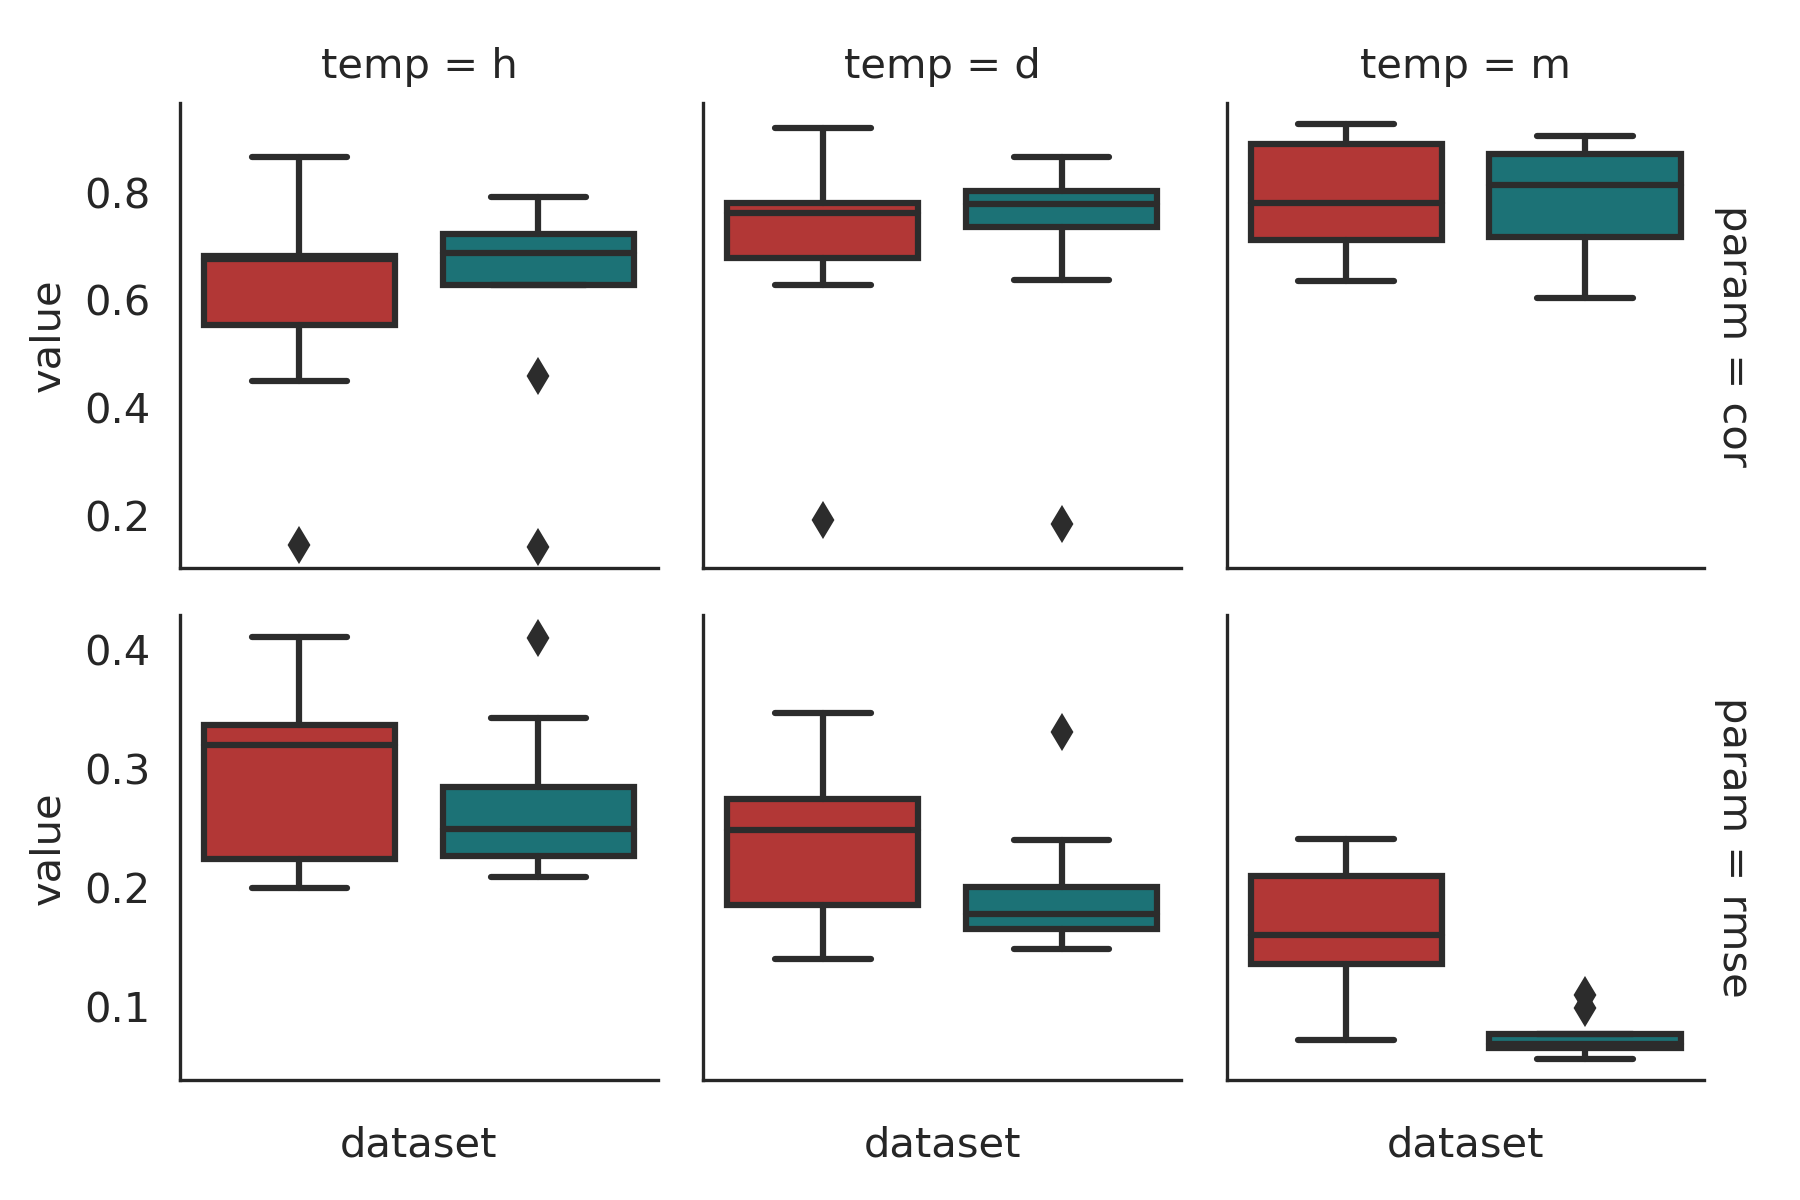 temp = h
temp = d
temp = m
value
0.8
0.6
0.4
0.2
param = cor
value
0.4
0.3
0.2
0.1
param = rmse
dataset
dataset
dataset